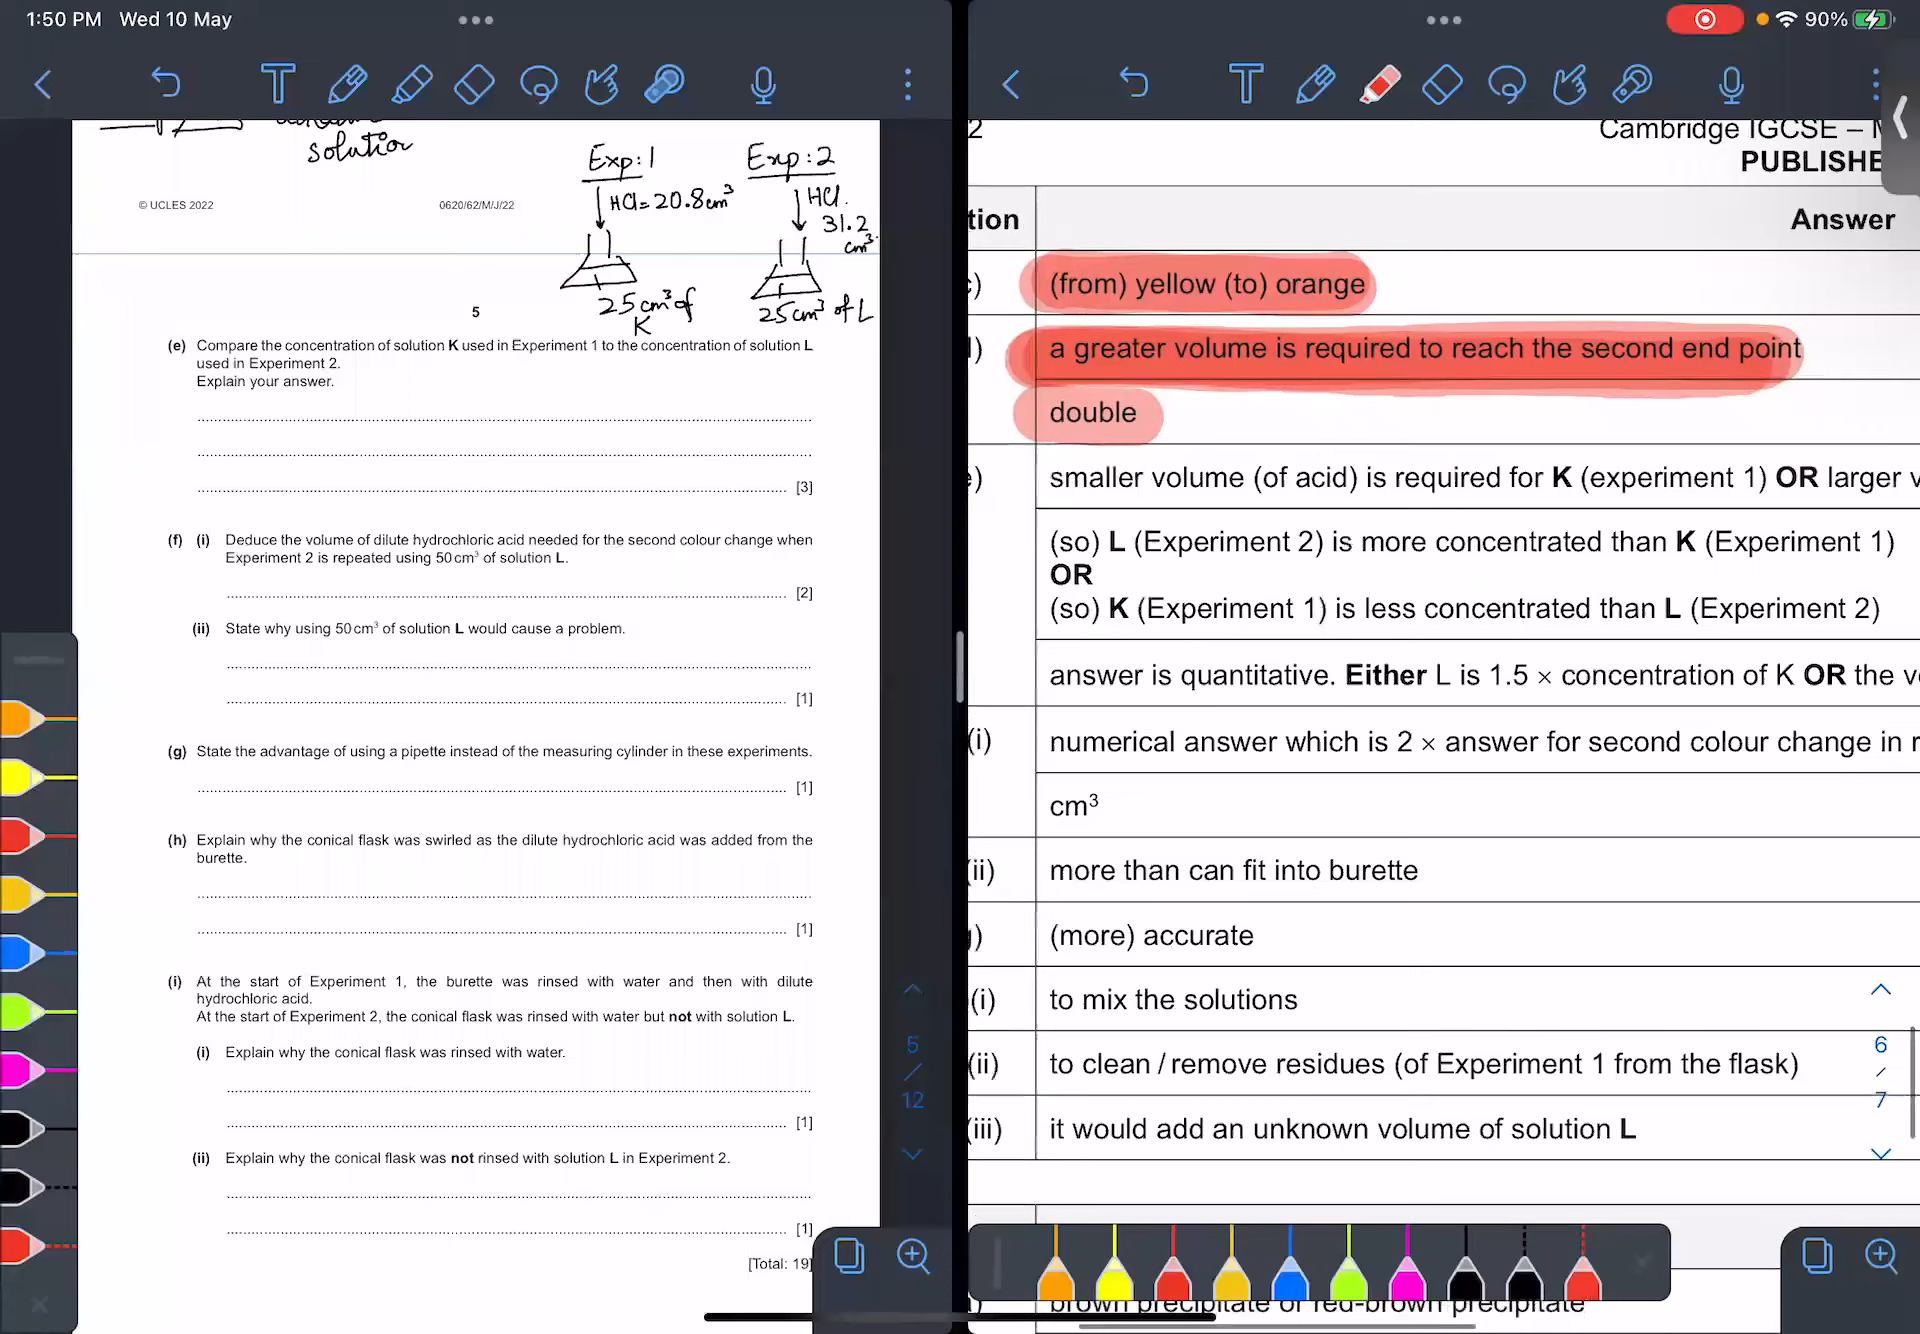 1:50 PM Wed 10 May
90%
solution
Exp:1
HCl=20.8cm³
25cm³ of
K
Exp:2
HCl.
31.2
cm³.
25cm³ of L
© UCLES 2022
0620/62/M/J/22
5
(e) Compare the concentration of solution K used in Experiment 1 to the concentration of solution L
used in Experiment 2.
Explain your answer.
[3]
(f) (i) Deduce the volume of dilute hydrochloric acid needed for the second colour change when
Experiment 2 is repeated using 50 cm³ of solution L.
[2]
(ii) State why using 50 cm³ of solution L would cause a problem.
[1]
(g) State the advantage of using a pipette instead of the measuring cylinder in these experiments.
[1]
(h) Explain why the conical flask was swirled as the dilute hydrochloric acid was added from the
burette.
[1]
(i) At the start of Experiment 1, the burette was rinsed with water and then with dilute
hydrochloric acid.
At the start of Experiment 2, the conical flask was rinsed with water but not with solution L.
(i) Explain why the conical flask was rinsed with water.
[1]
(ii) Explain why the conical flask was not rinsed with solution L in Experiment 2.
[1]
[Total: 19]
5
/
12
2
Cambridge IGCSE –
PUBLISHE
tion
Answer
(from) yellow (to) orange
a greater volume is required to reach the second end point
double
smaller volume (of acid) is required for K (experiment 1) OR larger v
(so) L (Experiment 2) is more concentrated than K (Experiment 1)
OR
(so) K (Experiment 1) is less concentrated than L (Experiment 2)
answer is quantitative. Either L is 1.5 × concentration of K OR the v
(i) numerical answer which is 2 × answer for second colour change in
cm³
(ii) more than can fit into burette
(more) accurate
(i) to mix the solutions
(ii) to clean / remove residues (of Experiment 1 from the flask)
(iii) it would add an unknown volume of solution L
6
/
7
brown precipitate or red-brown precipitate